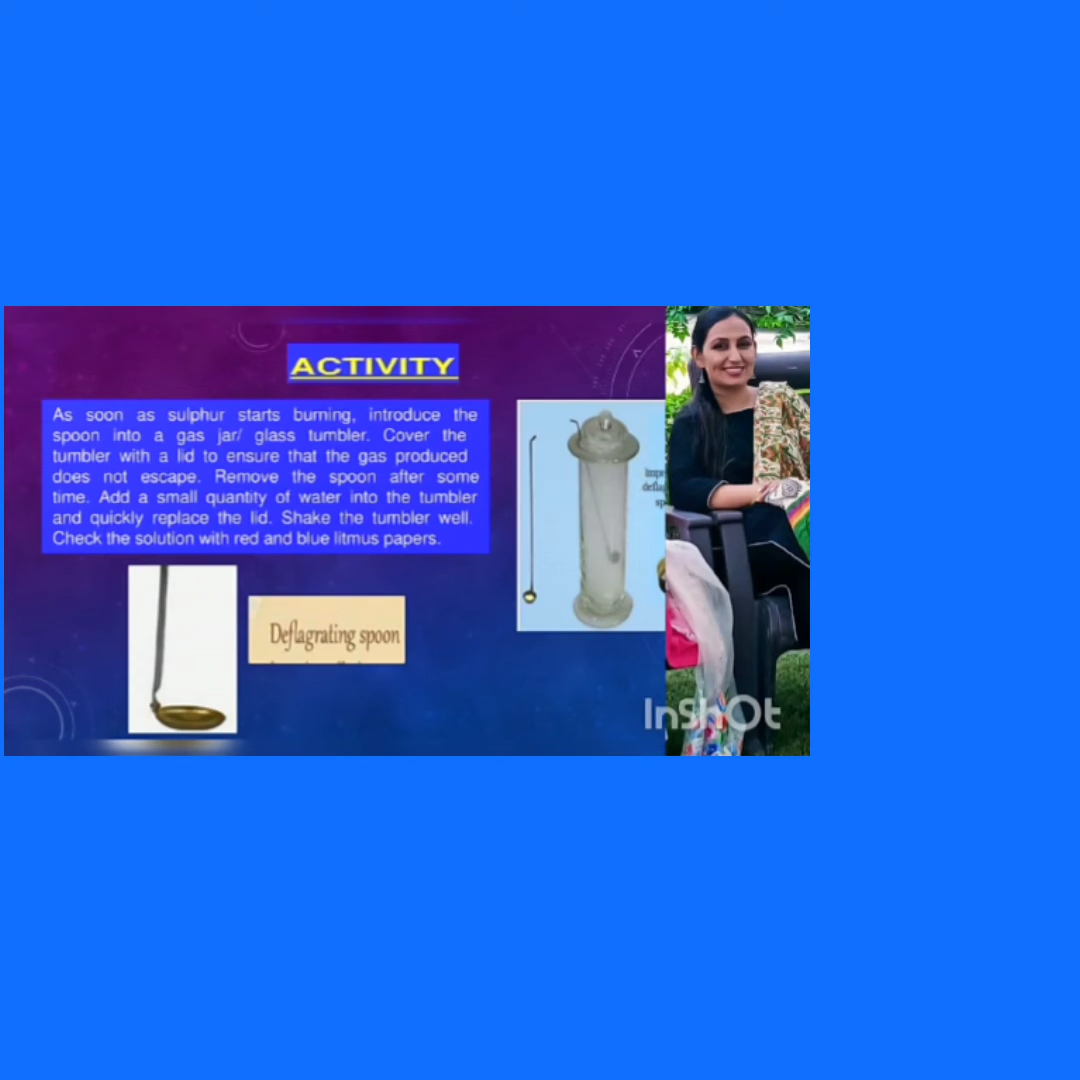 ACTIVITY
As soon as sulphur starts burning, introduce the
spoon into a gas jar/ glass tumbler. Cover the
tumbler with a lid to ensure that the gas produced
does not escape. Remove the spoon after some
time. Add a small quantity of water into the tumbler
and quickly replace the lid. Shake the tumbler well.
Check the solution with red and blue litmus papers.
Deflagrating spoon
InShOt